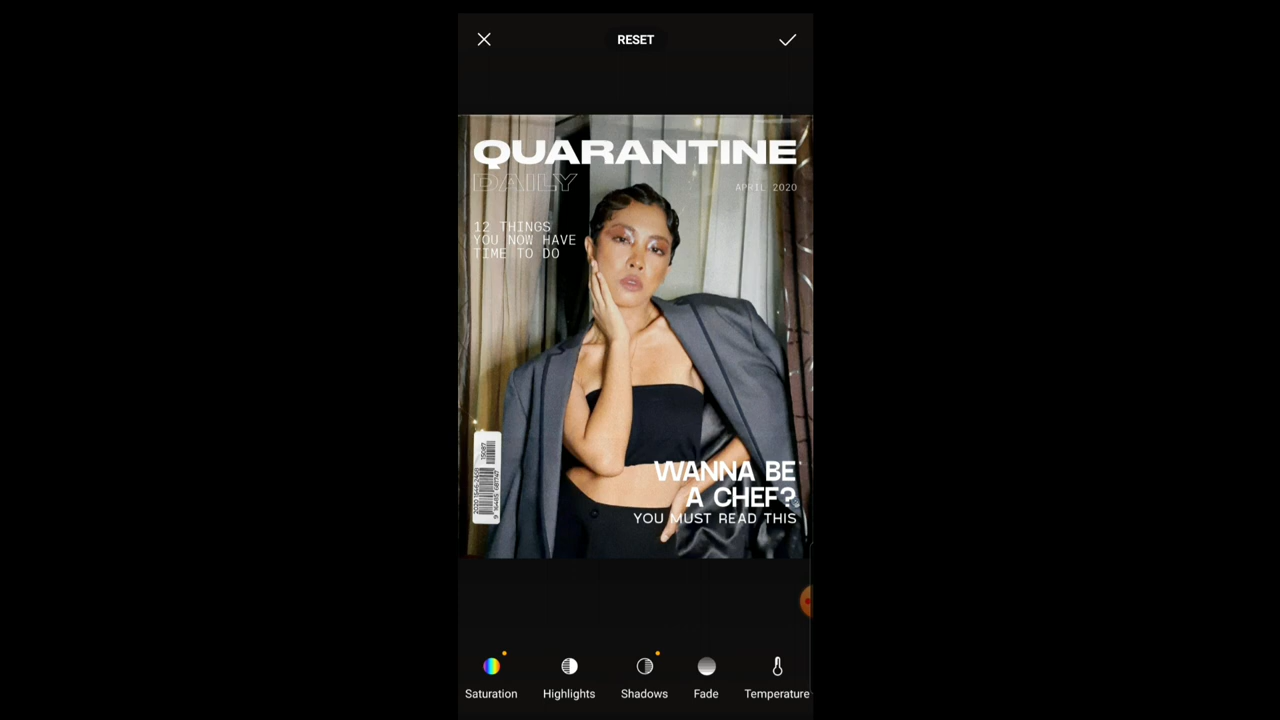 RESET
QUARANTINE
DAILY
APRIL 2020
12 THINGS
YOU NOW HAVE
TIME TO DO
WANNA BE
A CHEF?
YOU MUST READ THIS
Saturation
Highlights
Shadows
Fade
Temperature